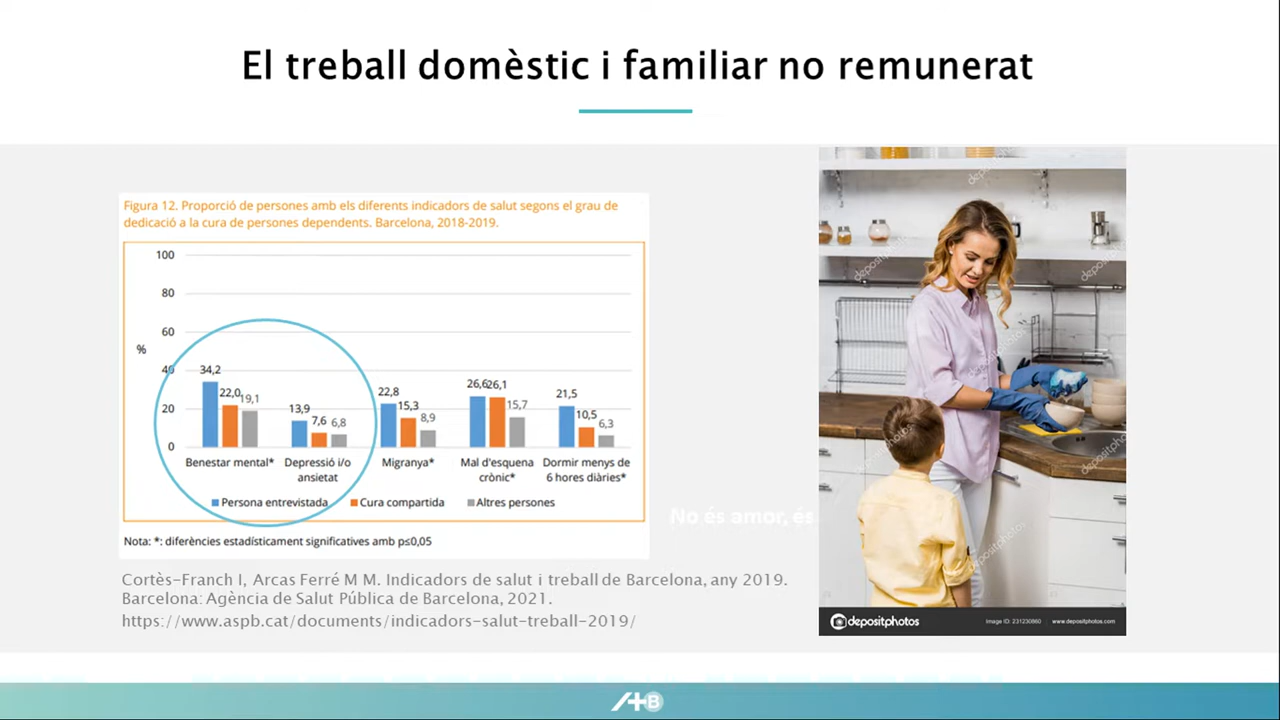 El treball domèstic i familiar no remunerat
Figura 12. Proporció de persones amb els diferents indicadors de salut segons el grau de
dedicació a la cura de persones dependents. Barcelona, 2018-2019.
100
80
60
%
40
20
0
34,2
22,0
19,1
13,9
7,6
6,8
22,8
15,3
8,9
26,6
26,1
15,7
21,5
10,5
6,3
Benestar mental*
Depressió i/o
ansietat
Migranya*
Mal d'esquena
crònic*
Dormir menys de
6 hores diàries*
Persona entrevistada
Cura compartida
Altres persones
Nota: *: diferències estadísticament significatives amb p≤0,05
No és amor, és
Cortès-Franch I, Arcas Ferré M M. Indicadors de salut i treball de Barcelona, any 2019.
Barcelona: Agència de Salut Pública de Barcelona, 2021.
https://www.aspb.cat/documents/indicadors-salut-treball-2019/
depositphotos
Image ID: 231230860
www.depositphotos.com
B